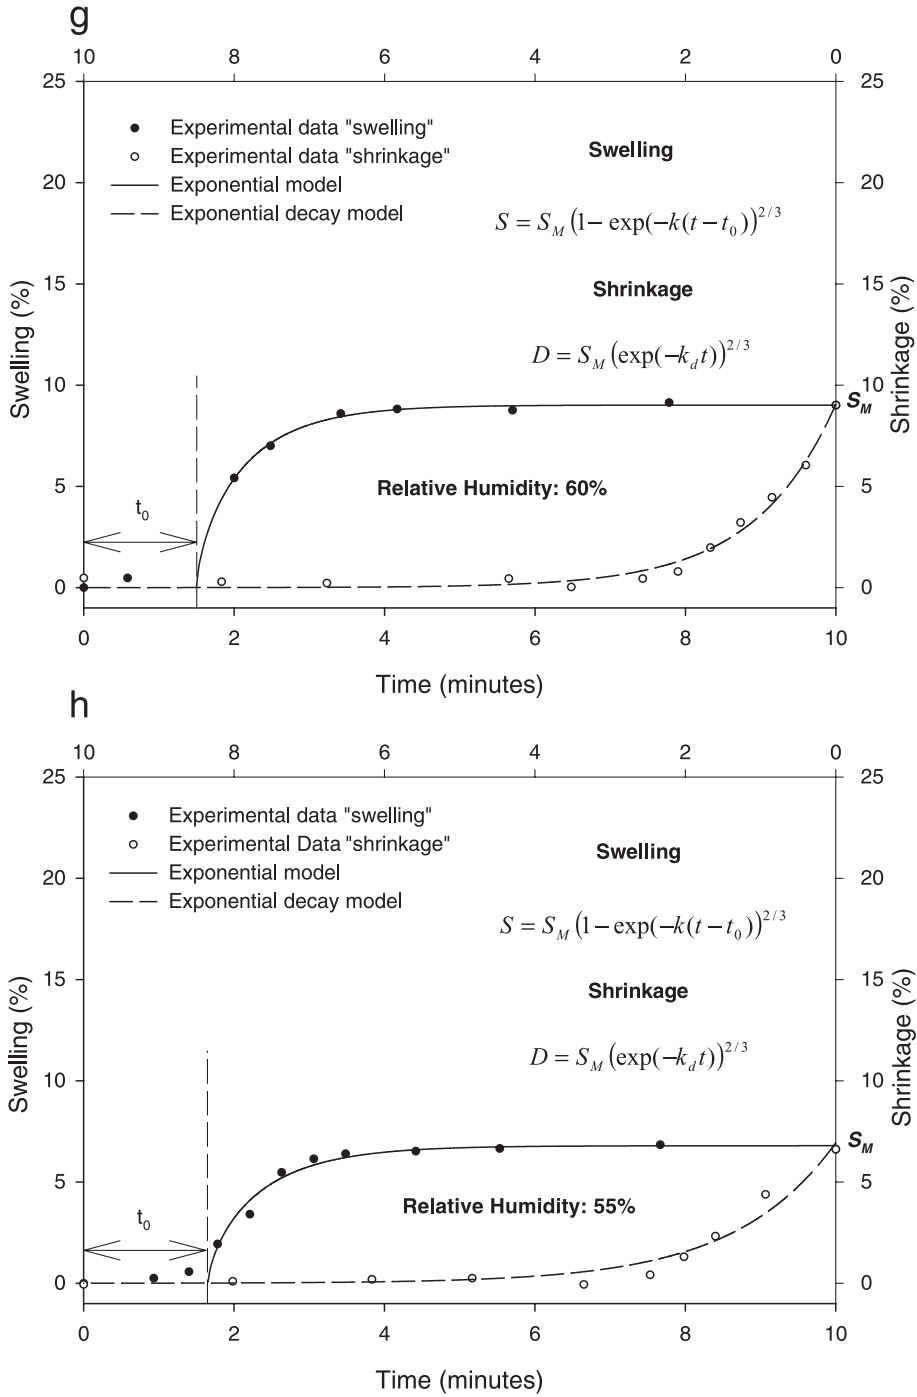 g
10 8 6 4 2 0
25 25
Experimental data "swelling"
Experimental data "shrinkage"
Exponential model
Exponential decay model
Swelling
S = S_M (1 − exp(−k(t − t_0))^{2/3}
Shrinkage
D = S_M (exp(−k_d t))^{2/3}
20 20
15 15
10 10
5 5
0 0
Swelling (%)
Shrinkage (%)
S_M
Relative Humidity: 60%
t_0
0 2 4 6 8 10
Time (minutes)
h
10 8 6 4 2 0
25 25
Experimental data "swelling"
Experimental Data "shrinkage"
Exponential model
Exponential decay model
Swelling
S = S_M (1 − exp(−k(t − t_0))^{2/3}
Shrinkage
D = S_M (exp(−k_d t))^{2/3}
20 20
15 15
10 10
5 5
0 0
Swelling (%)
Shrinkage (%)
S_M
Relative Humidity: 55%
t_0
0 2 4 6 8 10
Time (minutes)